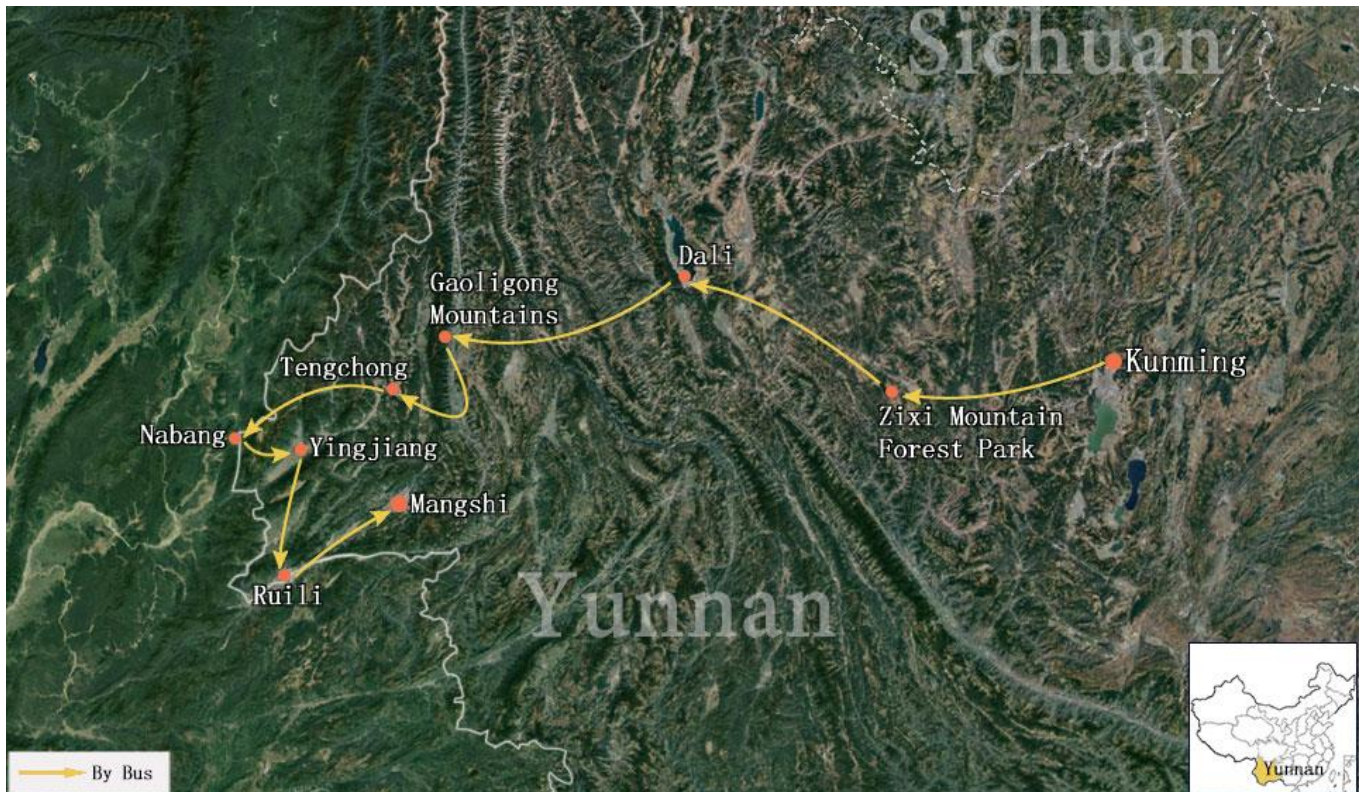 Sichuan
Dali
Gaoligong
Mountains
Kunming
Tengchong
Zixi Mountain
Forest Park
Nabang
Yingjiang
Mangshi
Ruili
Yunnan
By Bus
Yunnan